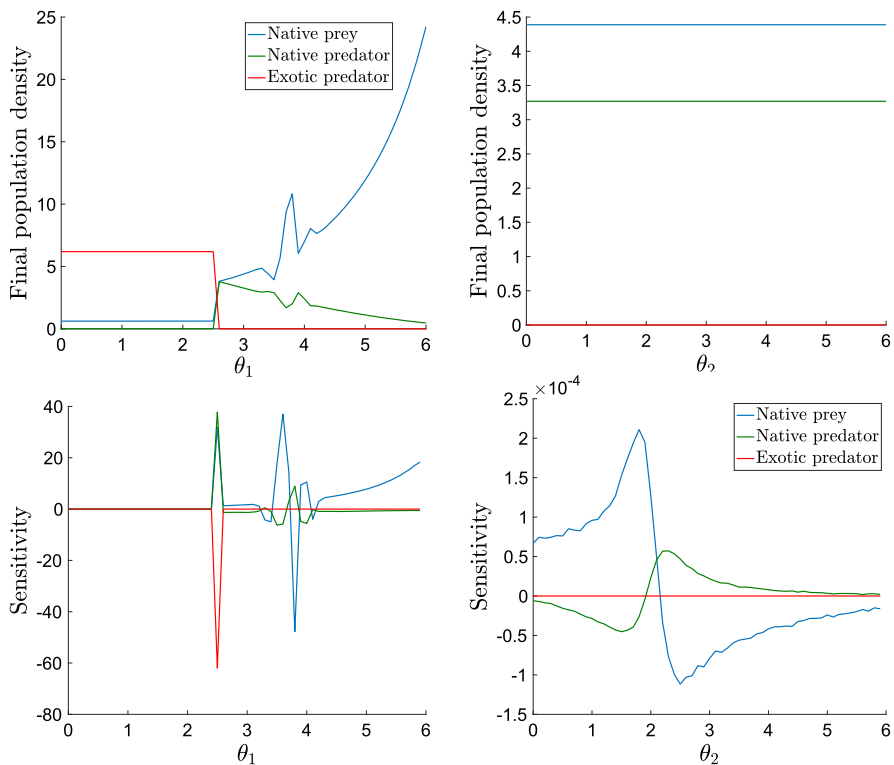 Final population density
25
20
15
10
5
0
0 1 2 3 4 5 6
θ₁
Native prey
Native predator
Exotic predator
Final population density
4.5
4
3.5
3
2.5
2
1.5
1
0.5
0
0 1 2 3 4 5 6
θ₂
Sensitivity
40
20
0
-20
-40
-60
-80
0 1 2 3 4 5 6
θ₁
×10⁻⁴
Sensitivity
2.5
2
1.5
1
0.5
0
-0.5
-1
-1.5
0 1 2 3 4 5 6
θ₂
Native prey
Native predator
Exotic predator